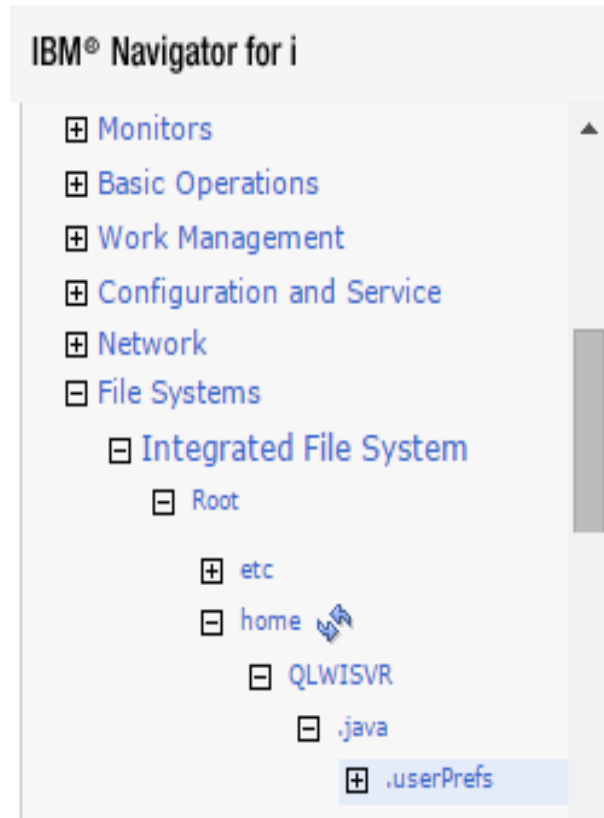 IBM® Navigator for i
Monitors
Basic Operations
Work Management
Configuration and Service
Network
File Systems
Integrated File System
Root
etc
home
QLWISVR
.java
.userPrefs